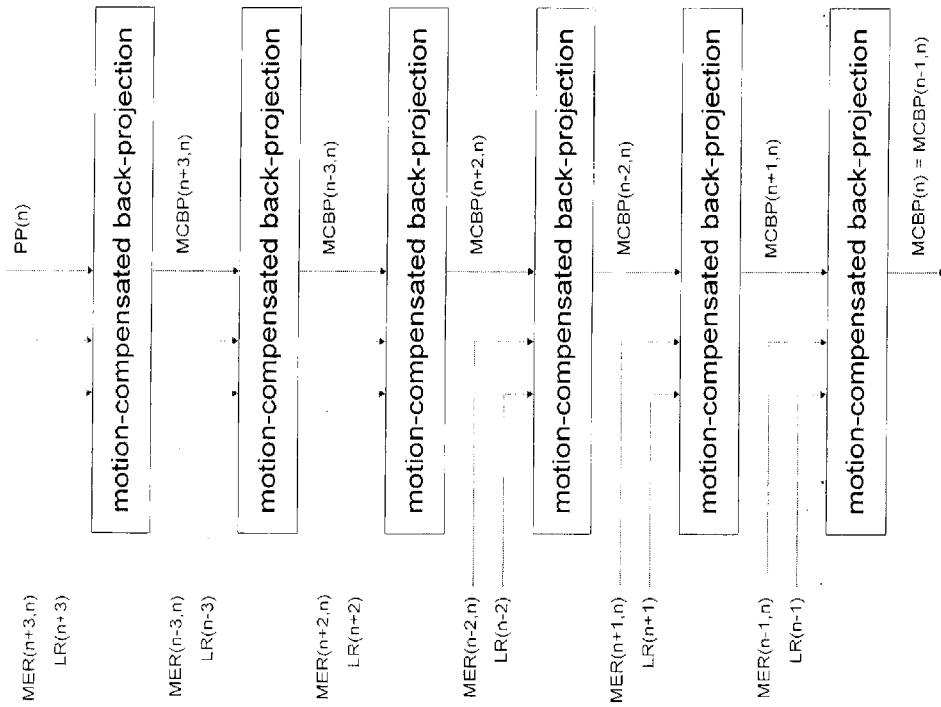 PP(n)
MER(n+3,n)
LR(n+3)
motion-compensated back-projection
MCBP(n+3,n)
MER(n-3,n)
LR(n-3)
motion-compensated back-projection
MCBP(n-3,n)
MER(n+2,n)
LR(n+2)
motion-compensated back-projection
MCBP(n+2,n)
MER(n-2,n)
LR(n-2)
motion-compensated back-projection
MCBP(n-2,n)
MER(n+1,n)
LR(n+1)
motion-compensated back-projection
MCBP(n+1,n)
MER(n-1,n)
LR(n-1)
motion-compensated back-projection
MCBP(n) = MCBP(n-1,n)